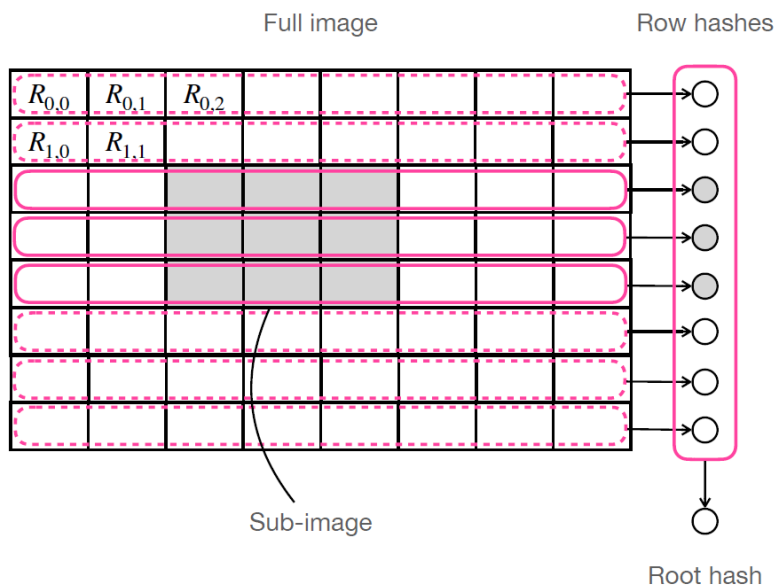 Full image
Row hashes
R0,0 R0,1 R0,2
R1,0 R1,1
Sub-image
Root hash